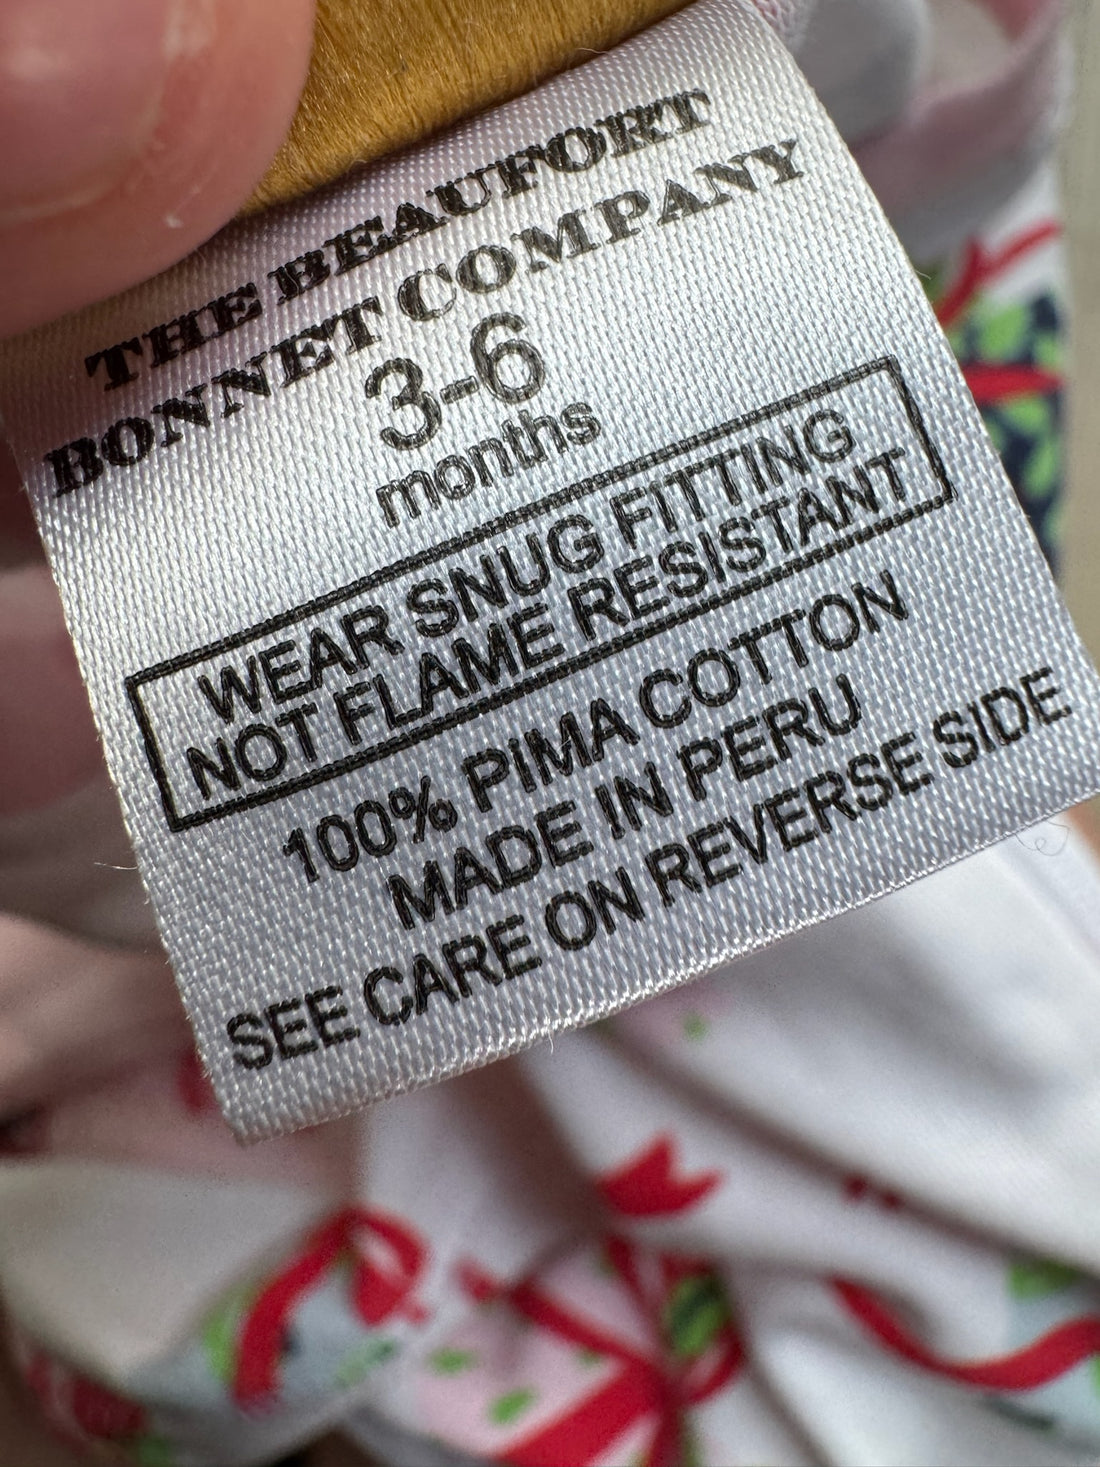 THE BEAUFORT
BONNET COMPANY
3-6
months
WEAR SNUG FITTING
NOT FLAME RESISTANT
100% PIMA COTTON
MADE IN PERU
SEE CARE ON REVERSE SIDE